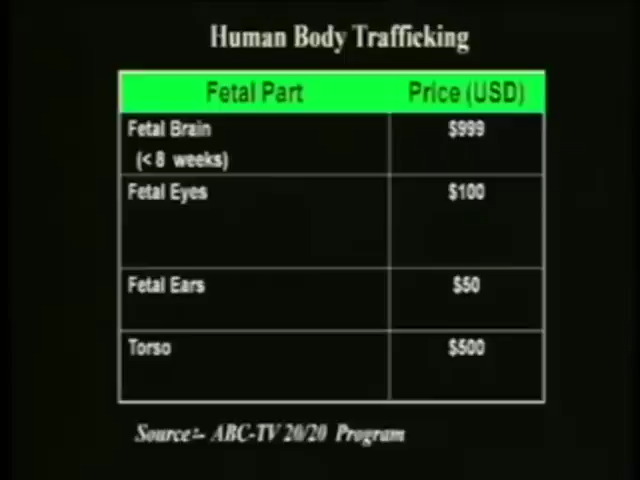 Human Body Trafficking
Fetal Part Price (USD)
Fetal Brain $999
(< 8 weeks)
Fetal Eyes $100
Fetal Ears $50
Torso $500
Source:- ABC-TV 20/20 Program